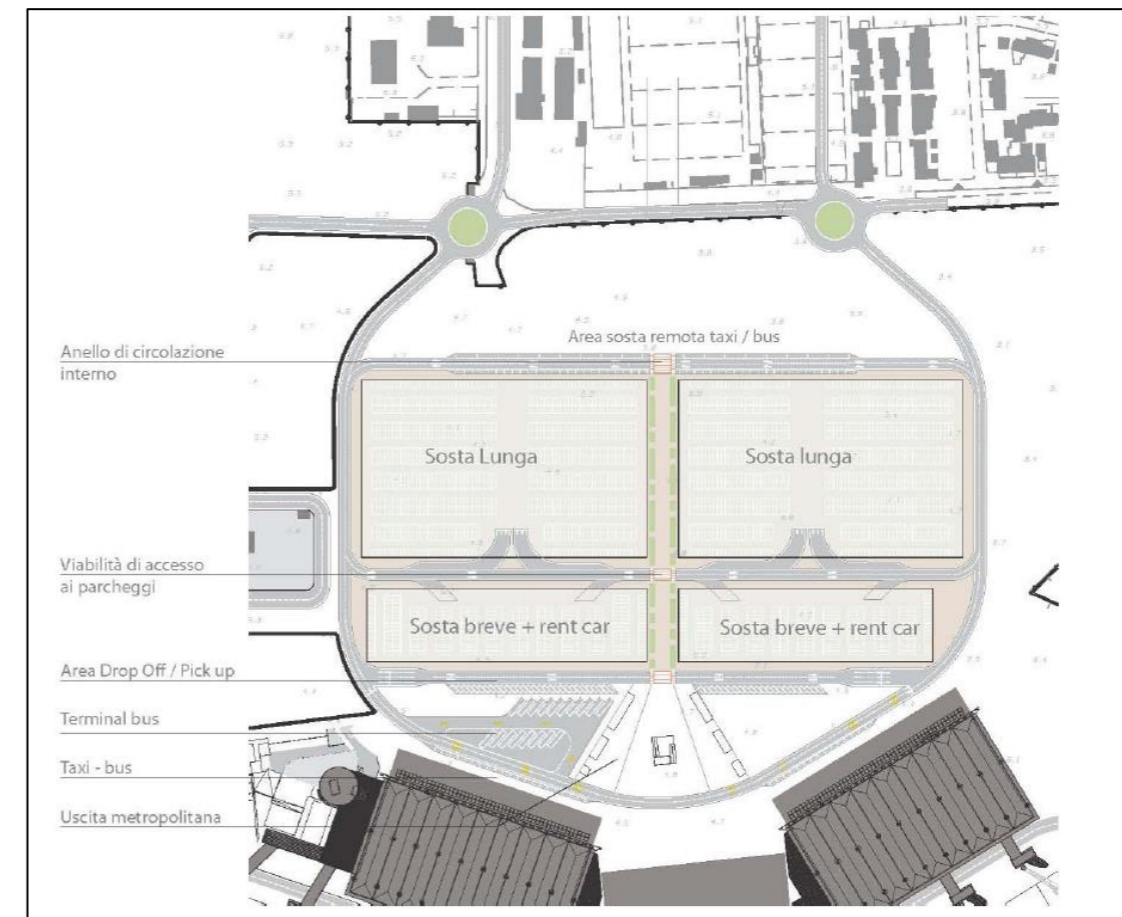 Area sosta remota taxi / bus
Anello di circolazione
interno
Sosta Lunga
Sosta lunga
Viabilità di accesso
ai parcheggi
Sosta breve + rent car
Sosta breve + rent car
Area Drop Off / Pick up
Terminal bus
Taxi - bus
Uscita metropolitana